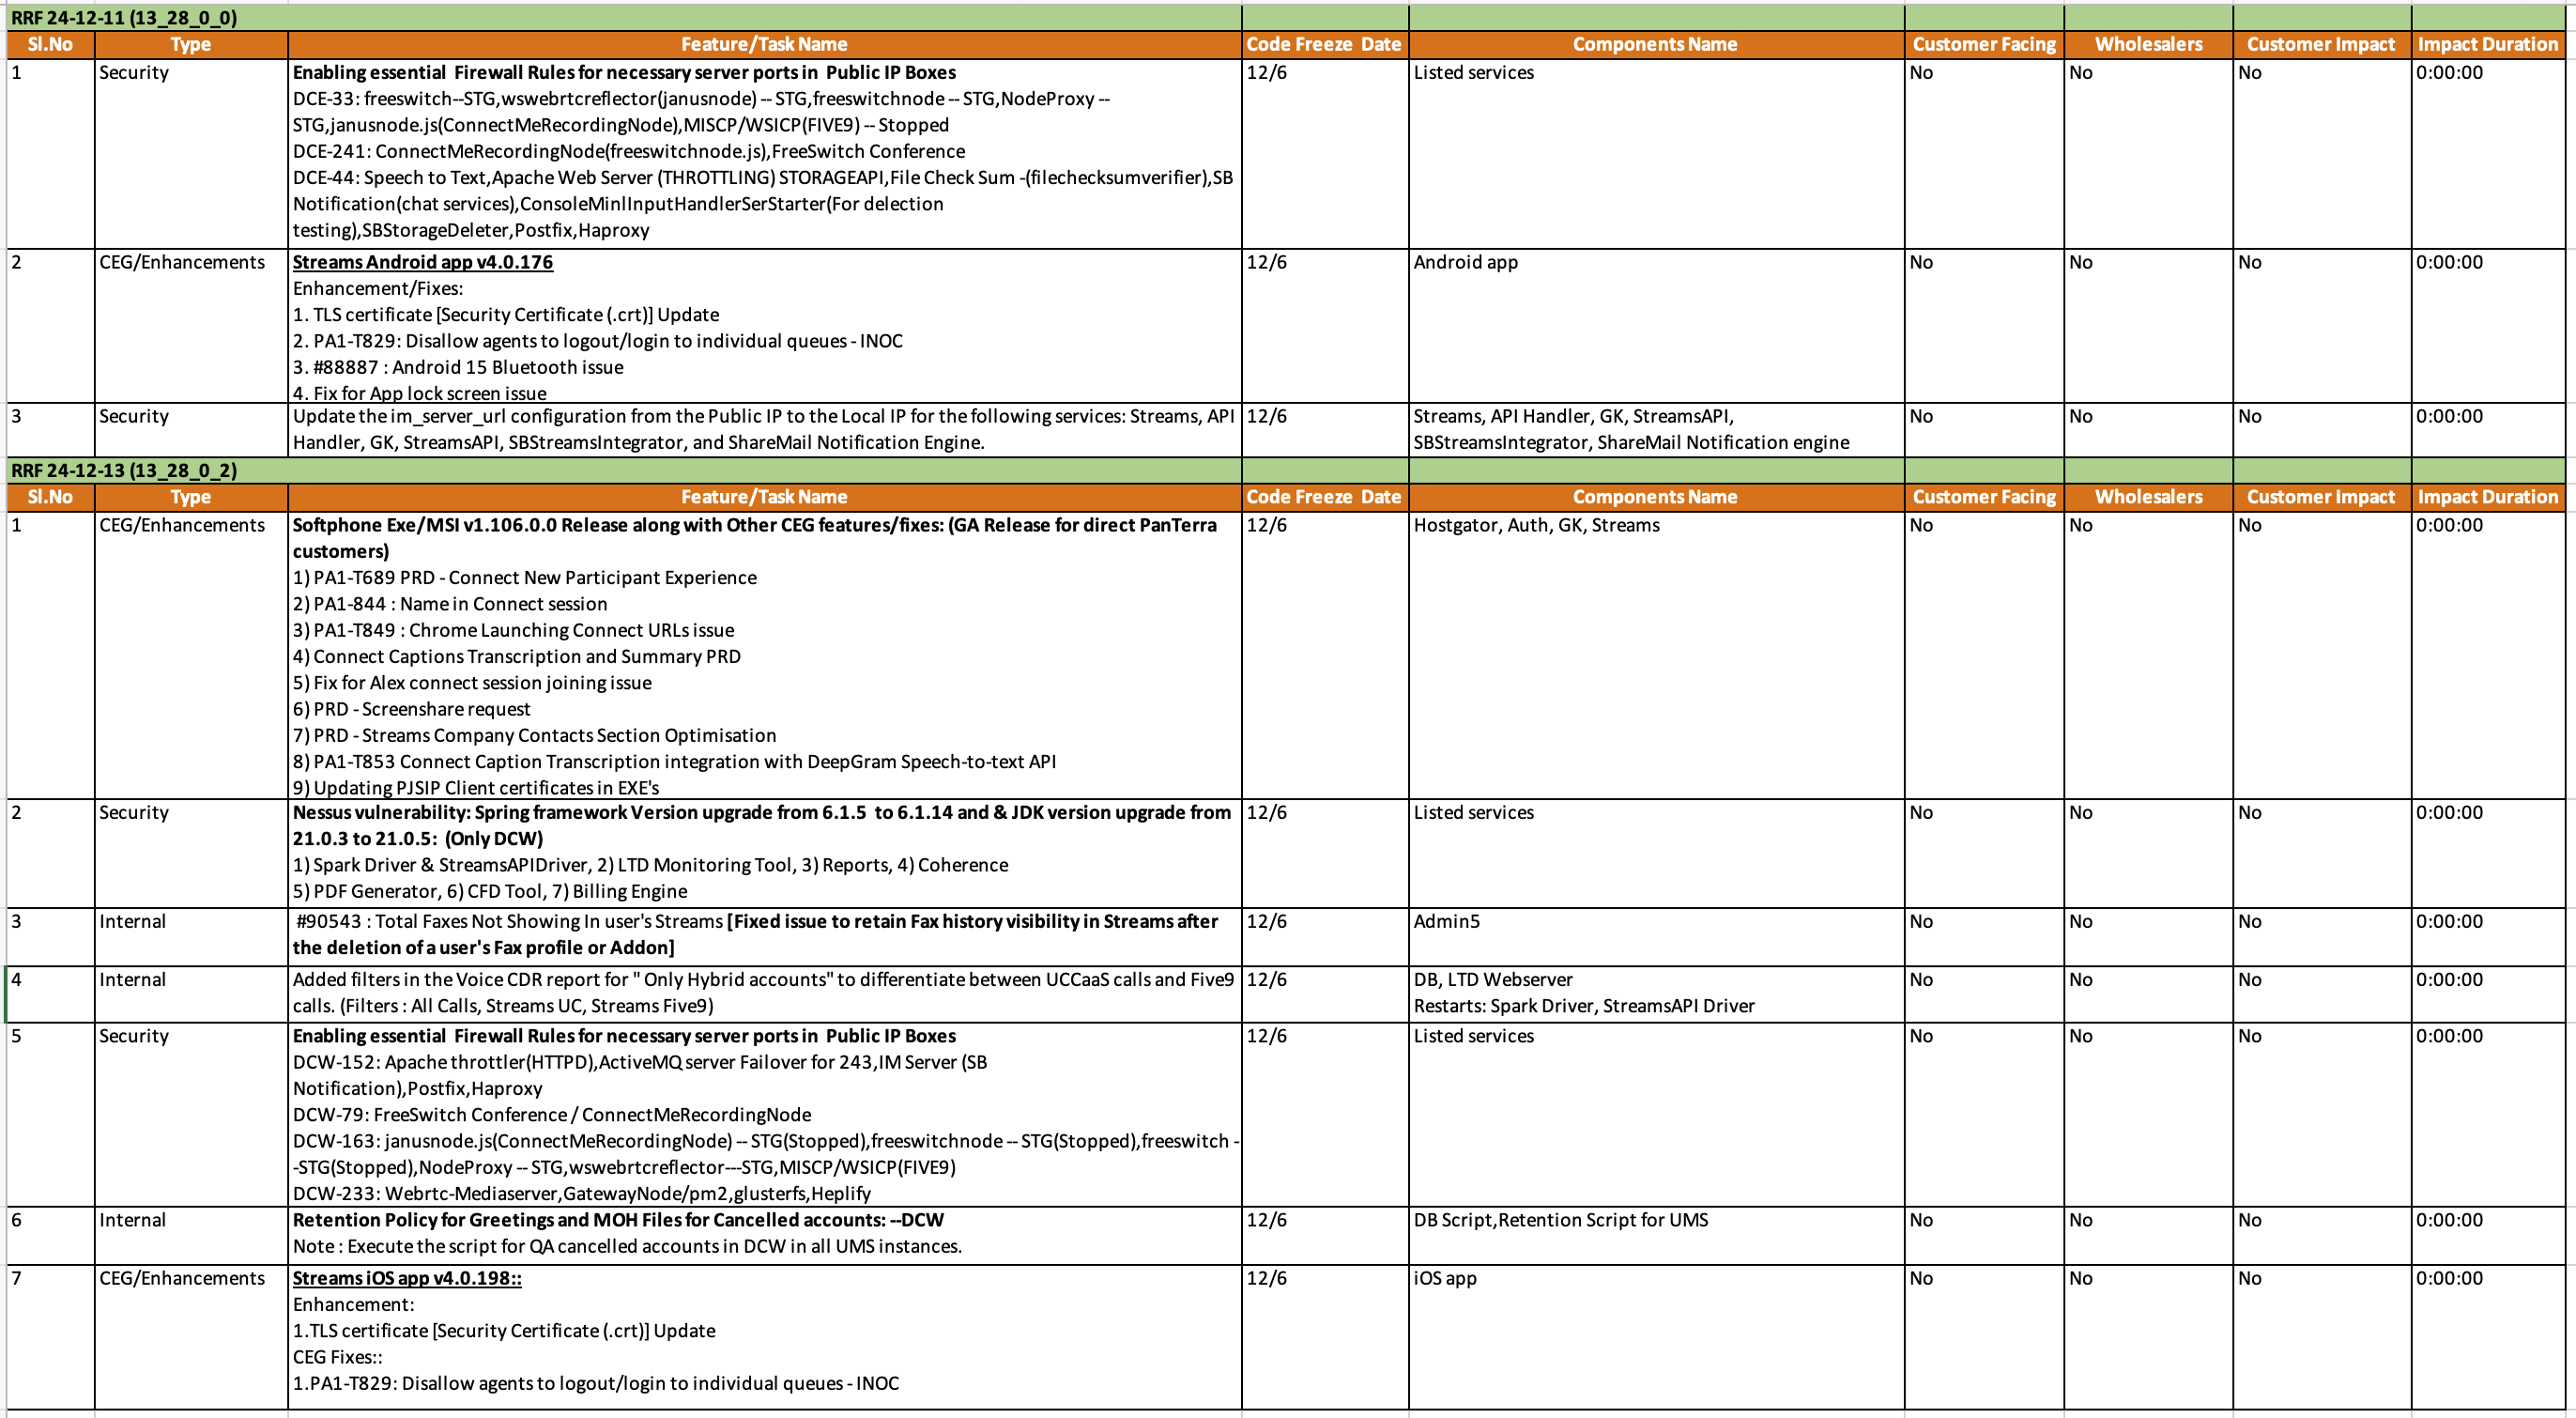 RRF 24-12-11 (13_28_0_0)
Sl.No Type Feature/Task Name Code Freeze Date Components Name Customer Facing Wholesalers Customer Impact Impact Duration
1 Security Enabling essential Firewall Rules for necessary server ports in Public IP Boxes 12/6 Listed services No No No 0:00:00
DCE-33: freeswitch--STG,wswebrtcreflector(janusnode) -- STG,freeswitchnode -- STG,NodeProxy --
STG,janusnode.js(ConnectMeRecordingNode),MISCP/WSICP(FIVE9) -- Stopped
DCE-241: ConnectMeRecordingNode(freeswitchnode.js),FreeSwitch Conference
DCE-44: Speech to Text,Apache Web Server (THROTTLING) STORAGEAPI,File Check Sum -(filechecksumverifier),SB
Notification(chat services),ConsoleMinlInputHandlerSerStarter(For delection
testing),SBStorageDeleter,Postfix,Haproxy
2 CEG/Enhancements Streams Android app v4.0.176 12/6 Android app No No No 0:00:00
Enhancement/Fixes:
1. TLS certificate [Security Certificate (.crt)] Update
2. PA1-T829: Disallow agents to logout/login to individual queues - INOC
3. #88887 : Android 15 Bluetooth issue
4. Fix for App lock screen issue
3 Security Update the im_server_url configuration from the Public IP to the Local IP for the following services: Streams, API 12/6 Streams, API Handler, GK, StreamsAPI, No No No 0:00:00
Handler, GK, StreamsAPI, SBStreamsIntegrator, and ShareMail Notification Engine. SBStreamsIntegrator, ShareMail Notification engine
RRF 24-12-13 (13_28_0_2)
Sl.No Type Feature/Task Name Code Freeze Date Components Name Customer Facing Wholesalers Customer Impact Impact Duration
1 CEG/Enhancements Softphone Exe/MSI v1.106.0.0 Release along with Other CEG features/fixes: (GA Release for direct PanTerra 12/6 Hostgator, Auth, GK, Streams No No No 0:00:00
customers)
1) PA1-T689 PRD - Connect New Participant Experience
2) PA1-844 : Name in Connect session
3) PA1-T849 : Chrome Launching Connect URLs issue
4) Connect Captions Transcription and Summary PRD
5) Fix for Alex connect session joining issue
6) PRD - Screenshare request
7) PRD - Streams Company Contacts Section Optimisation
8) PA1-T853 Connect Caption Transcription integration with DeepGram Speech-to-text API
9) Updating PJSIP Client certificates in EXE's
2 Security Nessus vulnerability: Spring framework Version upgrade from 6.1.5 to 6.1.14 and & JDK version upgrade from 12/6 Listed services No No No 0:00:00
21.0.3 to 21.0.5: (Only DCW)
1) Spark Driver & StreamsAPIDriver, 2) LTD Monitoring Tool, 3) Reports, 4) Coherence
5) PDF Generator, 6) CFD Tool, 7) Billing Engine
3 Internal #90543 : Total Faxes Not Showing In user's Streams [Fixed issue to retain Fax history visibility in Streams after 12/6 Admin5 No No No 0:00:00
the deletion of a user's Fax profile or Addon]
4 Internal Added filters in the Voice CDR report for " Only Hybrid accounts" to differentiate between UCCaaS calls and Five9 12/6 DB, LTD Webserver No No No 0:00:00
calls. (Filters : All Calls, Streams UC, Streams Five9) Restarts: Spark Driver, StreamsAPI Driver
5 Security Enabling essential Firewall Rules for necessary server ports in Public IP Boxes 12/6 Listed services No No No 0:00:00
DCW-152: Apache throttler(HTTPD),ActiveMQ server Failover for 243,IM Server (SB
Notification),Postfix,Haproxy
DCW-79: FreeSwitch Conference / ConnectMeRecordingNode
DCW-163: janusnode.js(ConnectMeRecordingNode) -- STG(Stopped),freeswitchnode -- STG(Stopped),freeswitch -
-STG(Stopped),NodeProxy -- STG,wswebrtcreflector---STG,MISCP/WSICP(FIVE9)
DCW-233: Webrtc-Mediaserver,GatewayNode/pm2,glusterfs,Heplify
6 Internal Retention Policy for Greetings and MOH Files for Cancelled accounts: --DCW 12/6 DB Script,Retention Script for UMS No No No 0:00:00
Note : Execute the script for QA cancelled accounts in DCW in all UMS instances.
7 CEG/Enhancements Streams iOS app v4.0.198:: 12/6 iOS app No No No 0:00:00
Enhancement:
1.TLS certificate [Security Certificate (.crt)] Update
CEG Fixes::
1.PA1-T829: Disallow agents to logout/login to individual queues - INOC